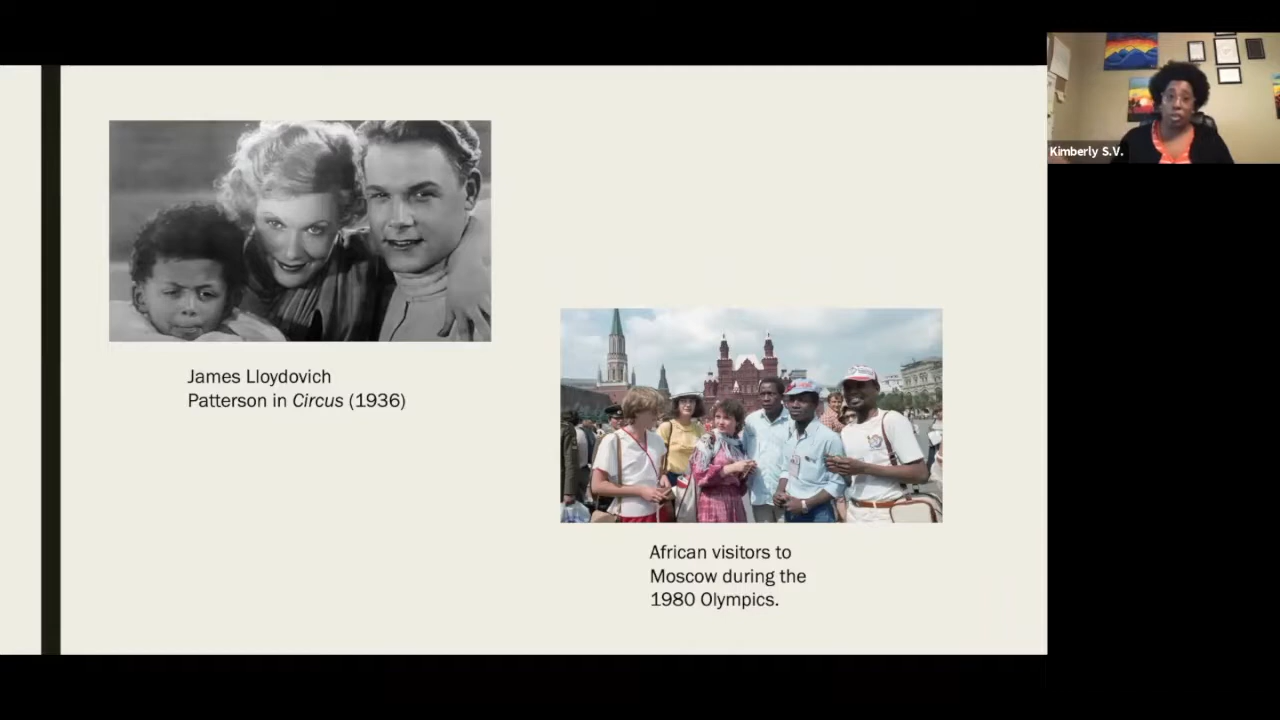 Kimberly S.V.
James Lloydovich
Patterson in Circus (1936)
African visitors to
Moscow during the
1980 Olympics.